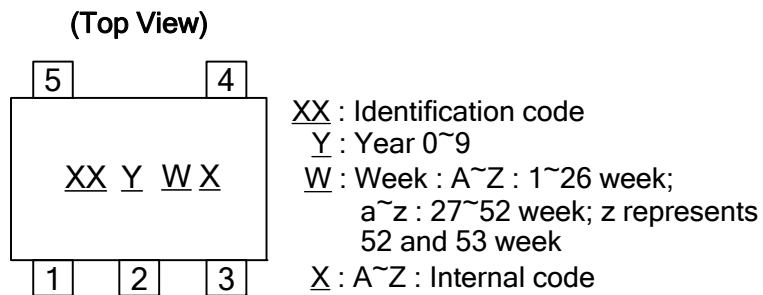 (Top View)
5 4
XX Y W X
1 2 3
XX : Identification code
Y : Year 0~9
W : Week : A~Z : 1~26 week;
a~z : 27~52 week; z represents
52 and 53 week
X : A~Z : Internal code